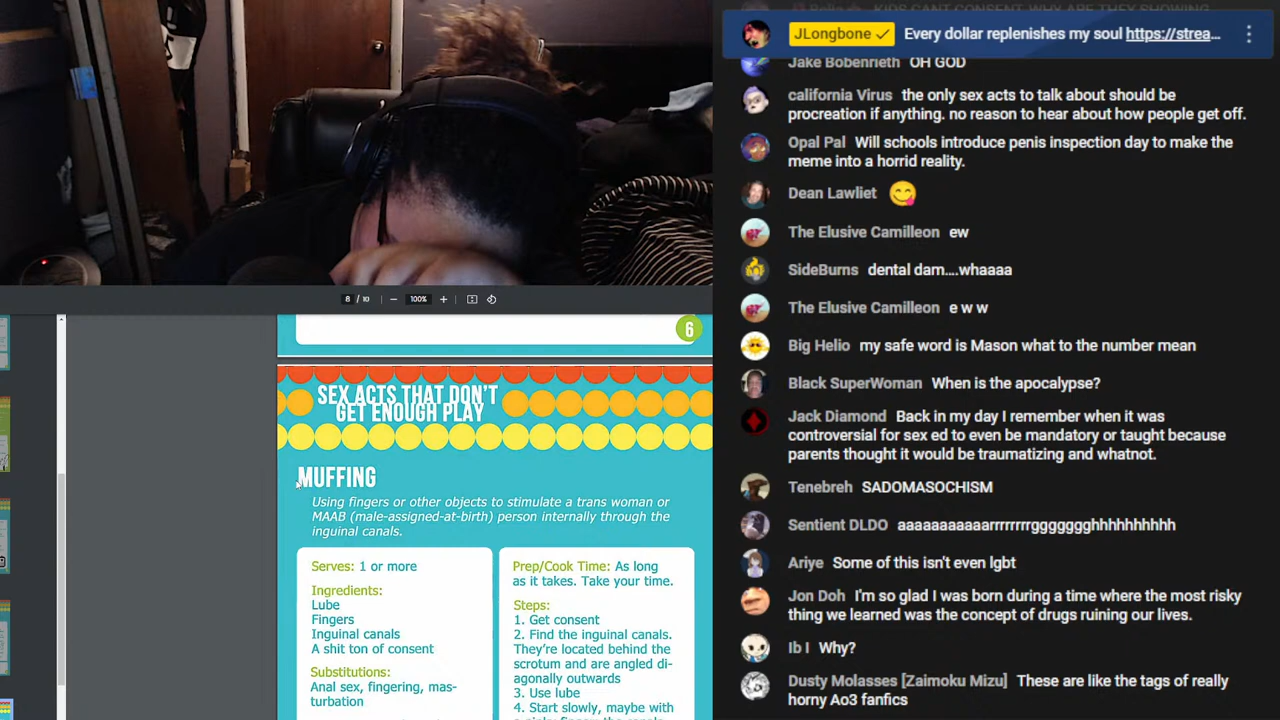 8 / 10
100%
6
SEX ACTS THAT DON'T
GET ENOUGH PLAY
MUFFING
Using fingers or other objects to stimulate a trans woman or
MAAB (male-assigned-at-birth) person internally through the
inguinal canals.
Serves: 1 or more
Ingredients:
Lube
Fingers
Inguinal canals
A shit ton of consent
Substitutions:
Anal sex, fingering, mas-
turbation
Prep/Cook Time: As long
as it takes. Take your time.
Steps:
1. Get consent
2. Find the inguinal canals.
They're located behind the
scrotum and are angled di-
agonally outwards
3. Use lube
4. Start slowly, maybe with
JLongbone Every dollar replenishes my soul https://strea...
Jake Bobenrieth OH GOD
california Virus the only sex acts to talk about should be
procreation if anything. no reason to hear about how people get off.
Opal Pal Will schools introduce penis inspection day to make the
meme into a horrid reality.
Dean Lawliet 😋
The Elusive Camilleon ew
SideBurns dental dam....whaaaa
The Elusive Camilleon e w w
Big Helio my safe word is Mason what to the number mean
Black SuperWoman When is the apocalypse?
Jack Diamond Back in my day I remember when it was
controversial for sex ed to even be mandatory or taught because
parents thought it would be traumatizing and whatnot.
Tenebreh SADOMASOCHISM
Sentient DLDO aaaaaaaaaaarrrrrrrrggggggghhhhhhhhhh
Ariye Some of this isn't even lgbt
Jon Doh I'm so glad I was born during a time where the most risky
thing we learned was the concept of drugs ruining our lives.
Ib I Why?
Dusty Molasses [Zaimoku Mizu] These are like the tags of really
horny Ao3 fanfics